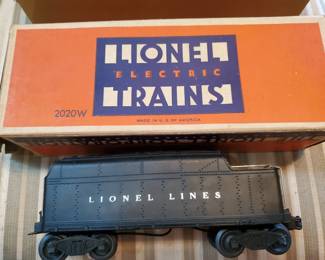 LIONEL
ELECTRIC
TRAINS
MADE IN U.S. OF AMERICA
2020W
LIONEL LINES